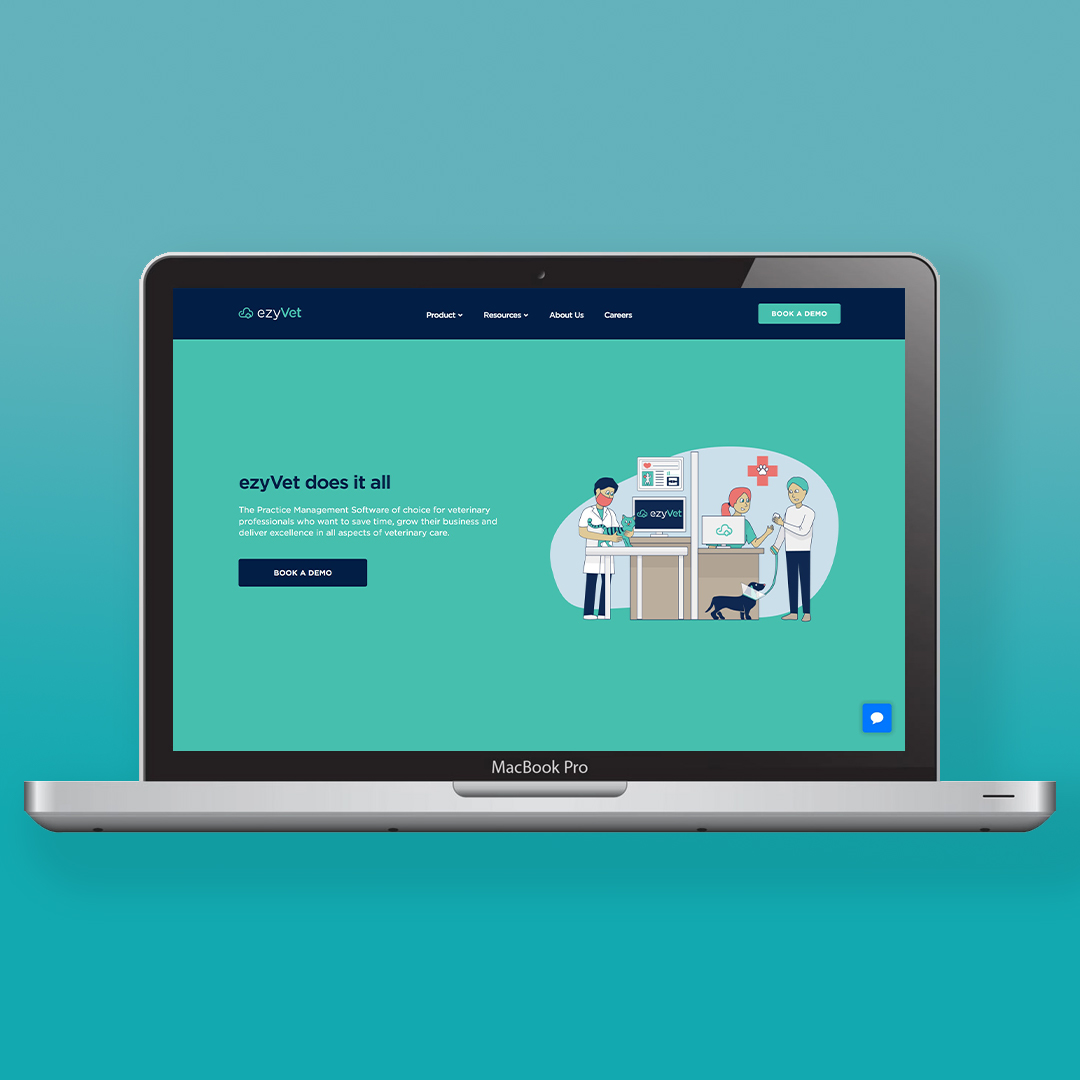 ezyVet
Product
Resources
About Us
Careers
BOOK A DEMO
ezyVet does it all
The Practice Management Software of choice for veterinary
professionals who want to save time, grow their business and
deliver excellence in all aspects of veterinary care.
BOOK A DEMO
ezyVet
MacBook Pro